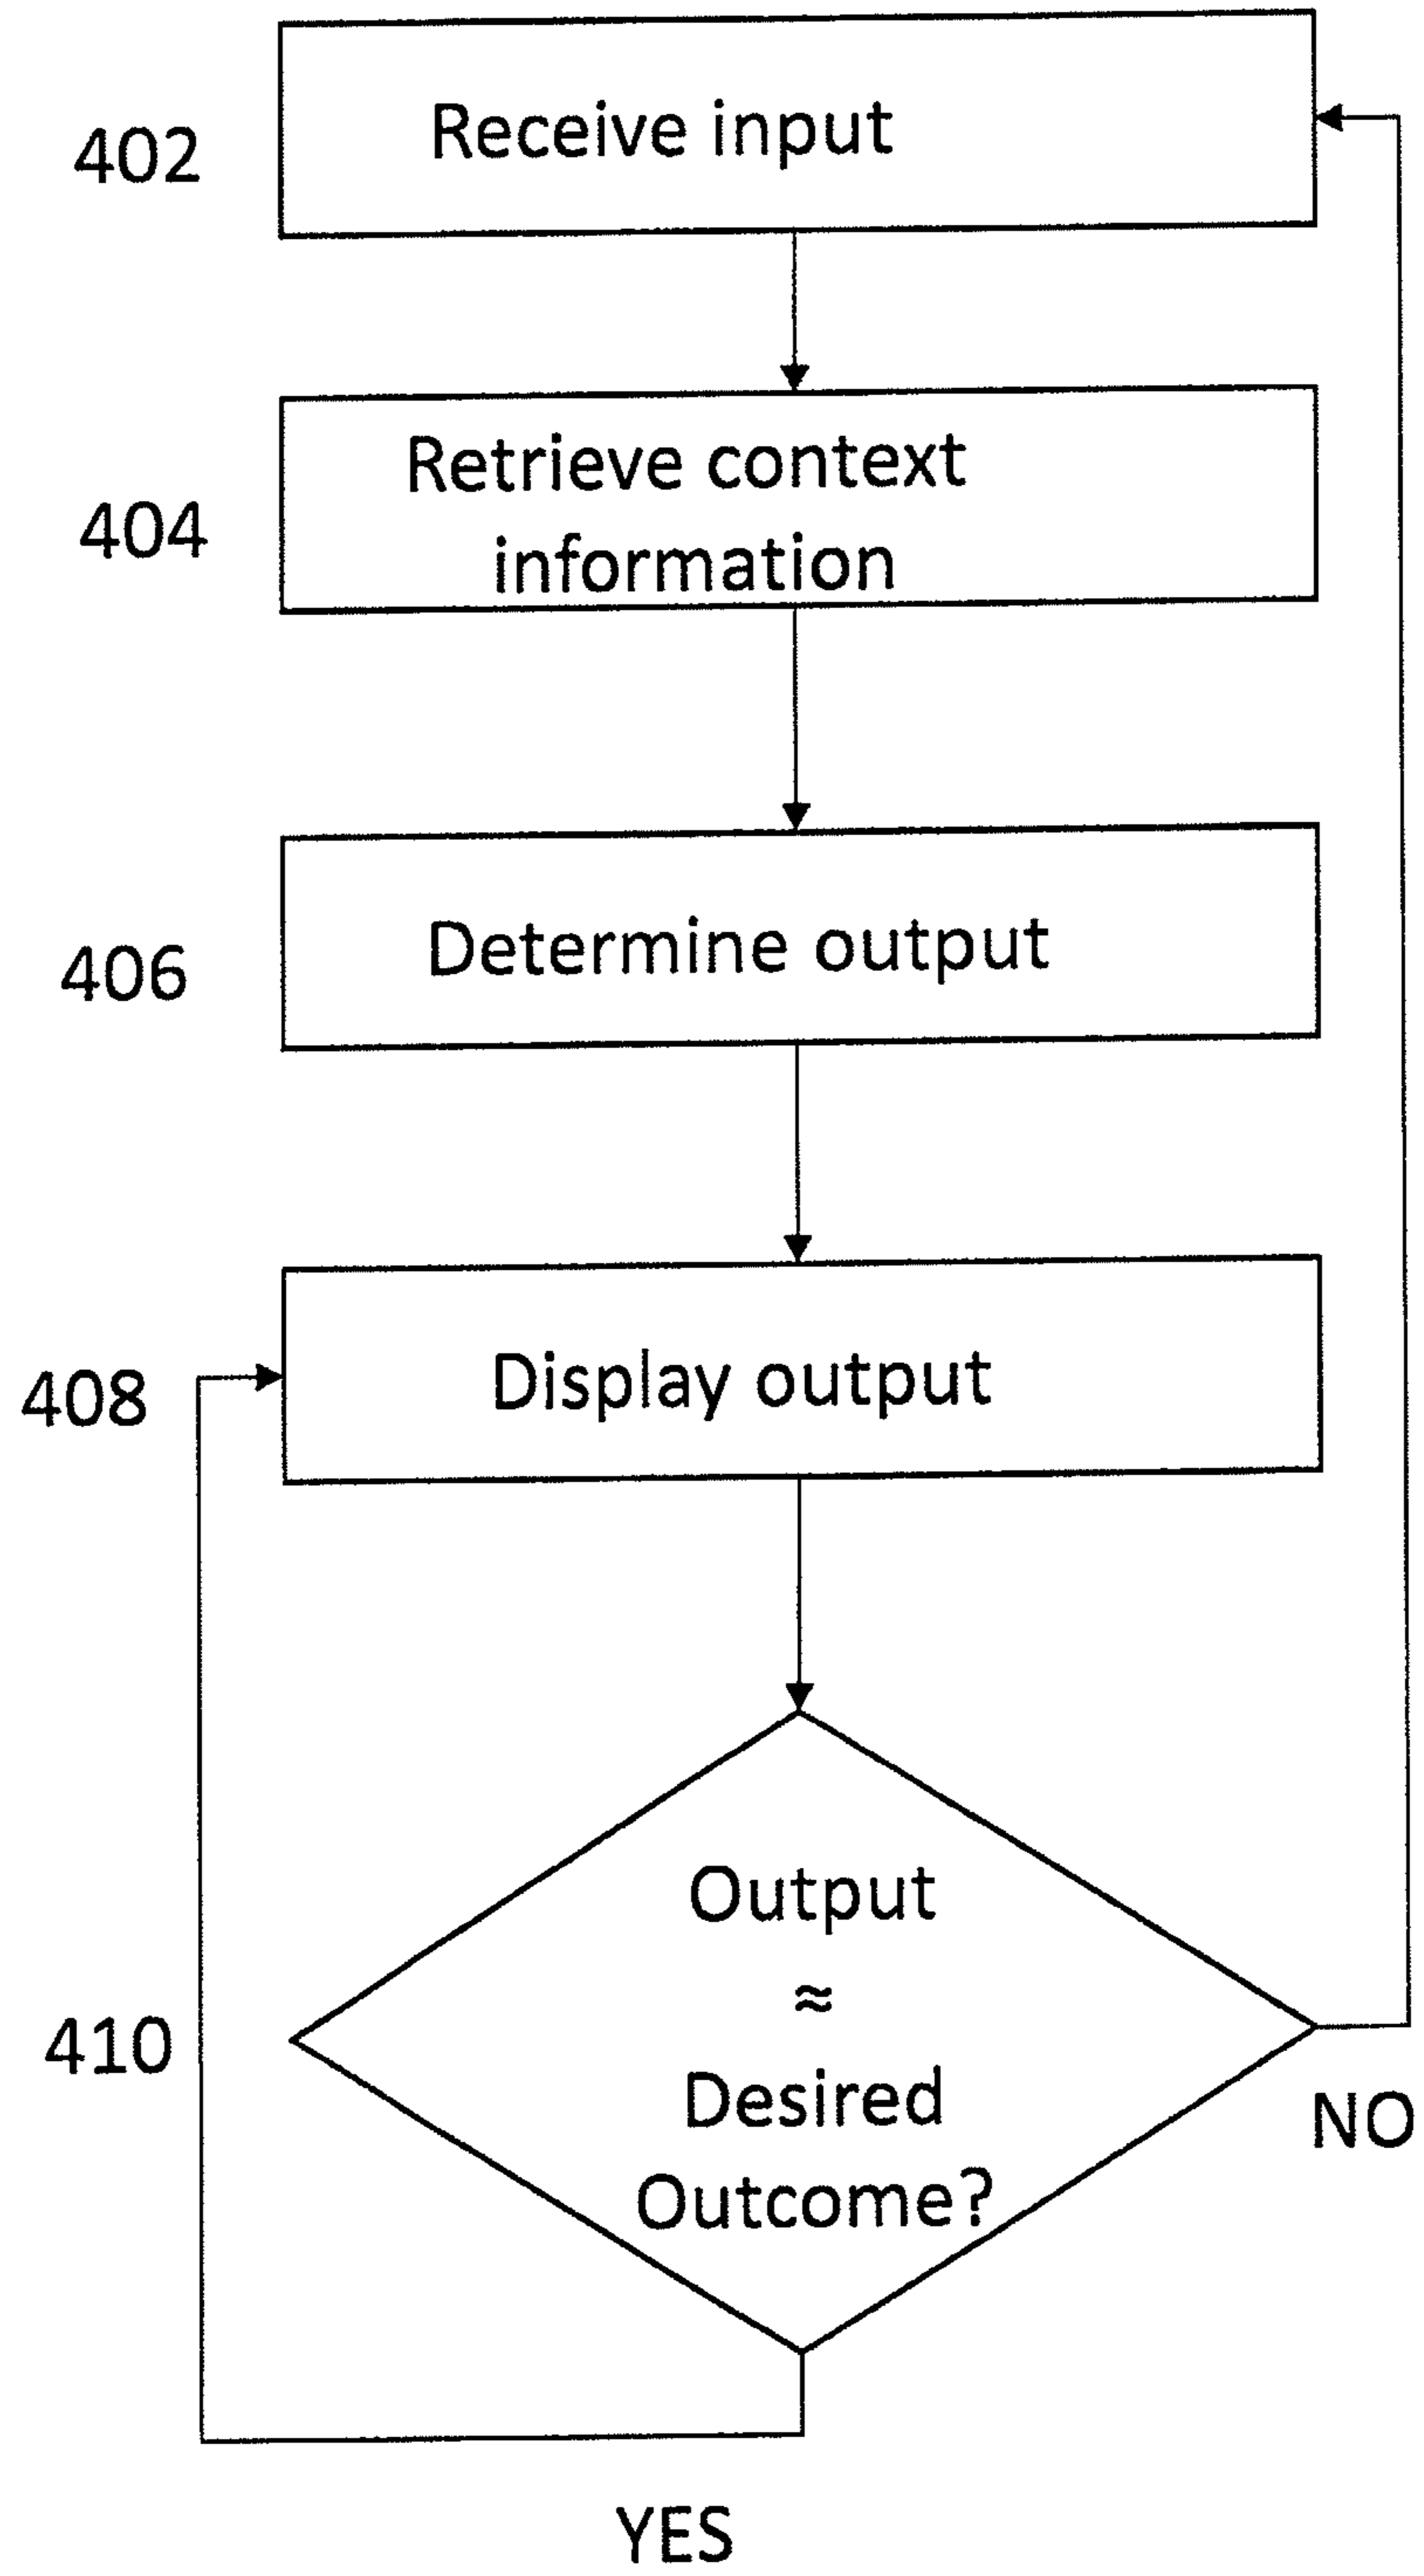 402
Receive input
404
Retrieve context
information
406
Determine output
408
Display output
410
Output
≈
Desired
Outcome?
NO
YES